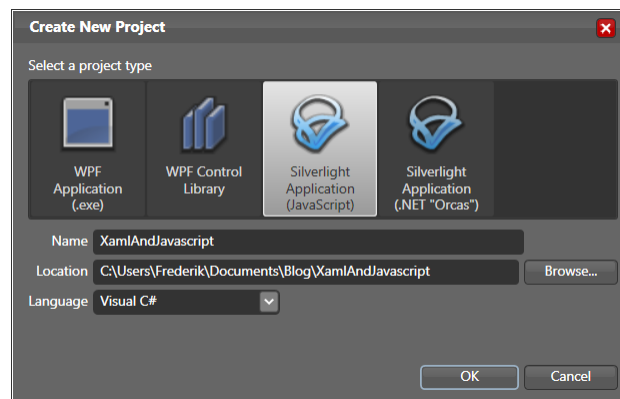 Create New Project
Select a project type
WPF
Application
(.exe)
WPF Control
Library
Silverlight
Application
(JavaScript)
Silverlight
Application
(.NET "Orcas")
Name XamlAndJavascript
Location C:\Users\Frederik\Documents\Blog\XamlAndJavascript Browse...
Language Visual C#
OK Cancel